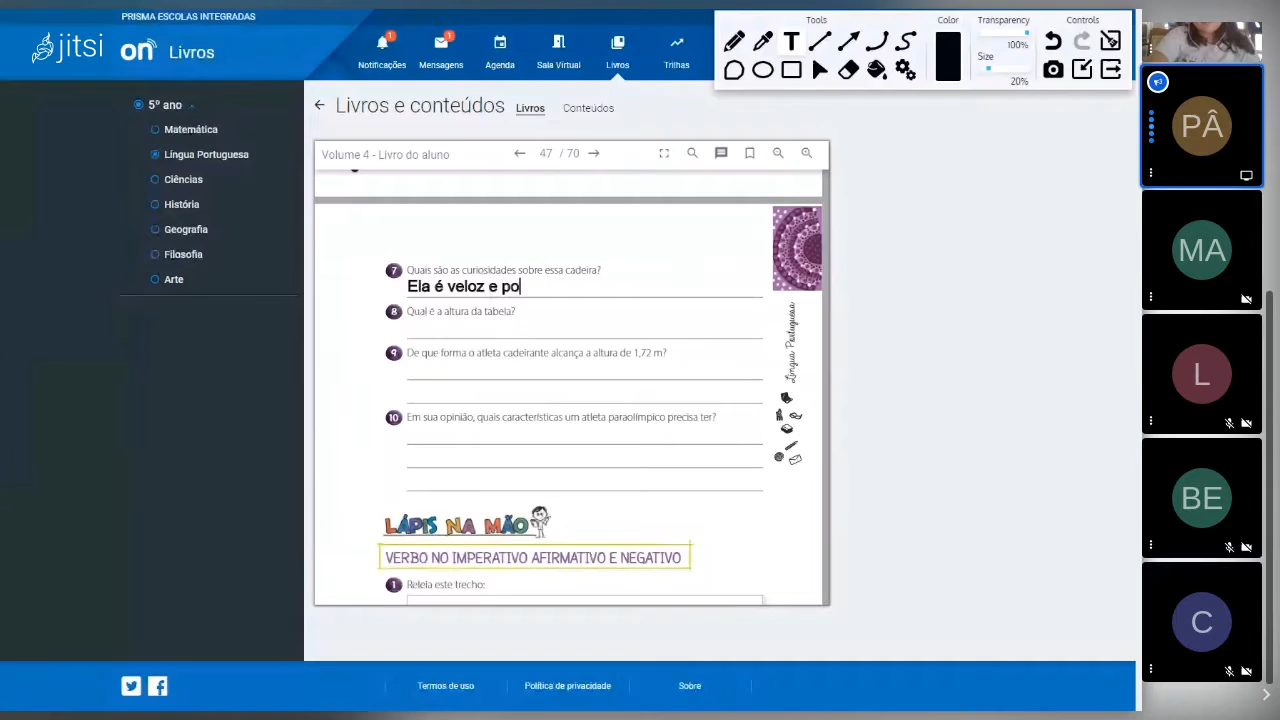 PRISMA ESCOLAS INTEGRADAS
jitsi
on
Livros
1
Notificações
1
Mensagens
Agenda
Sala Virtual
Livros
Trilhas
Tools
T
Color
Transparency
100%
Size
20%
Controls
5º ano
Matemática
Língua Portuguesa
Ciências
História
Geografia
Filosofia
Arte
Livros e conteúdos
Livros
Conteúdos
Volume 4 - Livro do aluno
47 / 70
7 Quais são as curiosidades sobre essa cadeira?
Ela é veloz e po
8 Qual é a altura da tabela?
9 De que forma o atleta cadeirante alcança a altura de 1,72 m?
10 Em sua opinião, quais características um atleta paraolímpico precisa ter?
Língua Portuguesa
LÁPIS NA MÃO
VERBO NO IMPERATIVO AFIRMATIVO E NEGATIVO
1 Releia este trecho:
Termos de uso
Política de privacidade
Sobre
PÂ
MA
L
BE
C